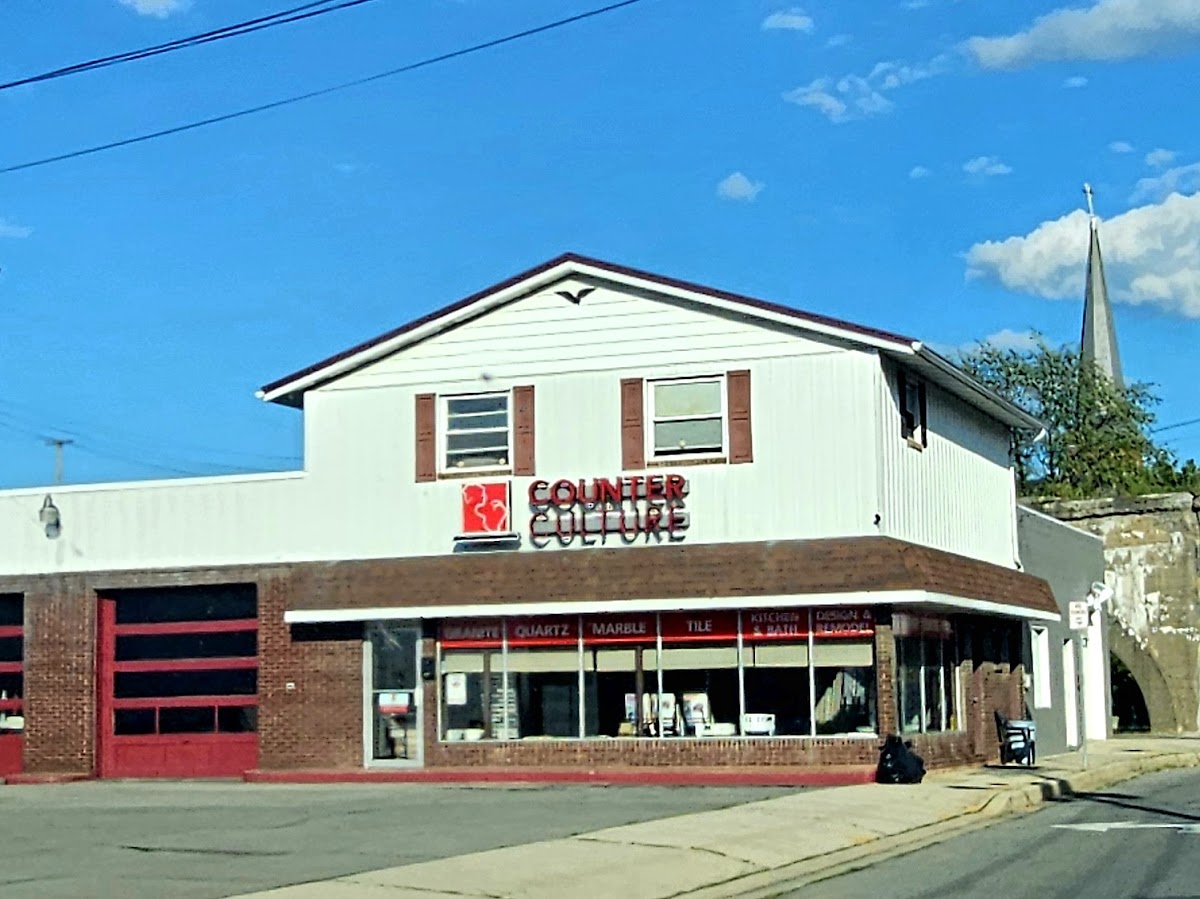 COUNTER
CULTURE
GRANITE QUARTZ MARBLE TILE KITCHEN & BATH DESIGN & REMODEL